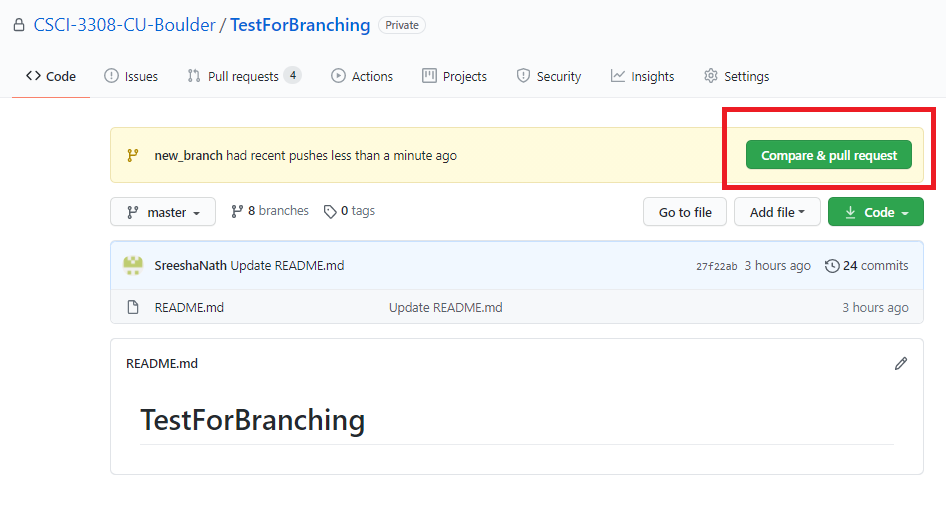 CSCI-3308-CU-Boulder / TestForBranching Private
Code Issues Pull requests 4 Actions Projects Security Insights Settings
new_branch had recent pushes less than a minute ago Compare & pull request
master 8 branches 0 tags Go to file Add file Code
SreeshaNath Update README.md 27f22ab 3 hours ago 24 commits
README.md Update README.md 3 hours ago
README.md
TestForBranching